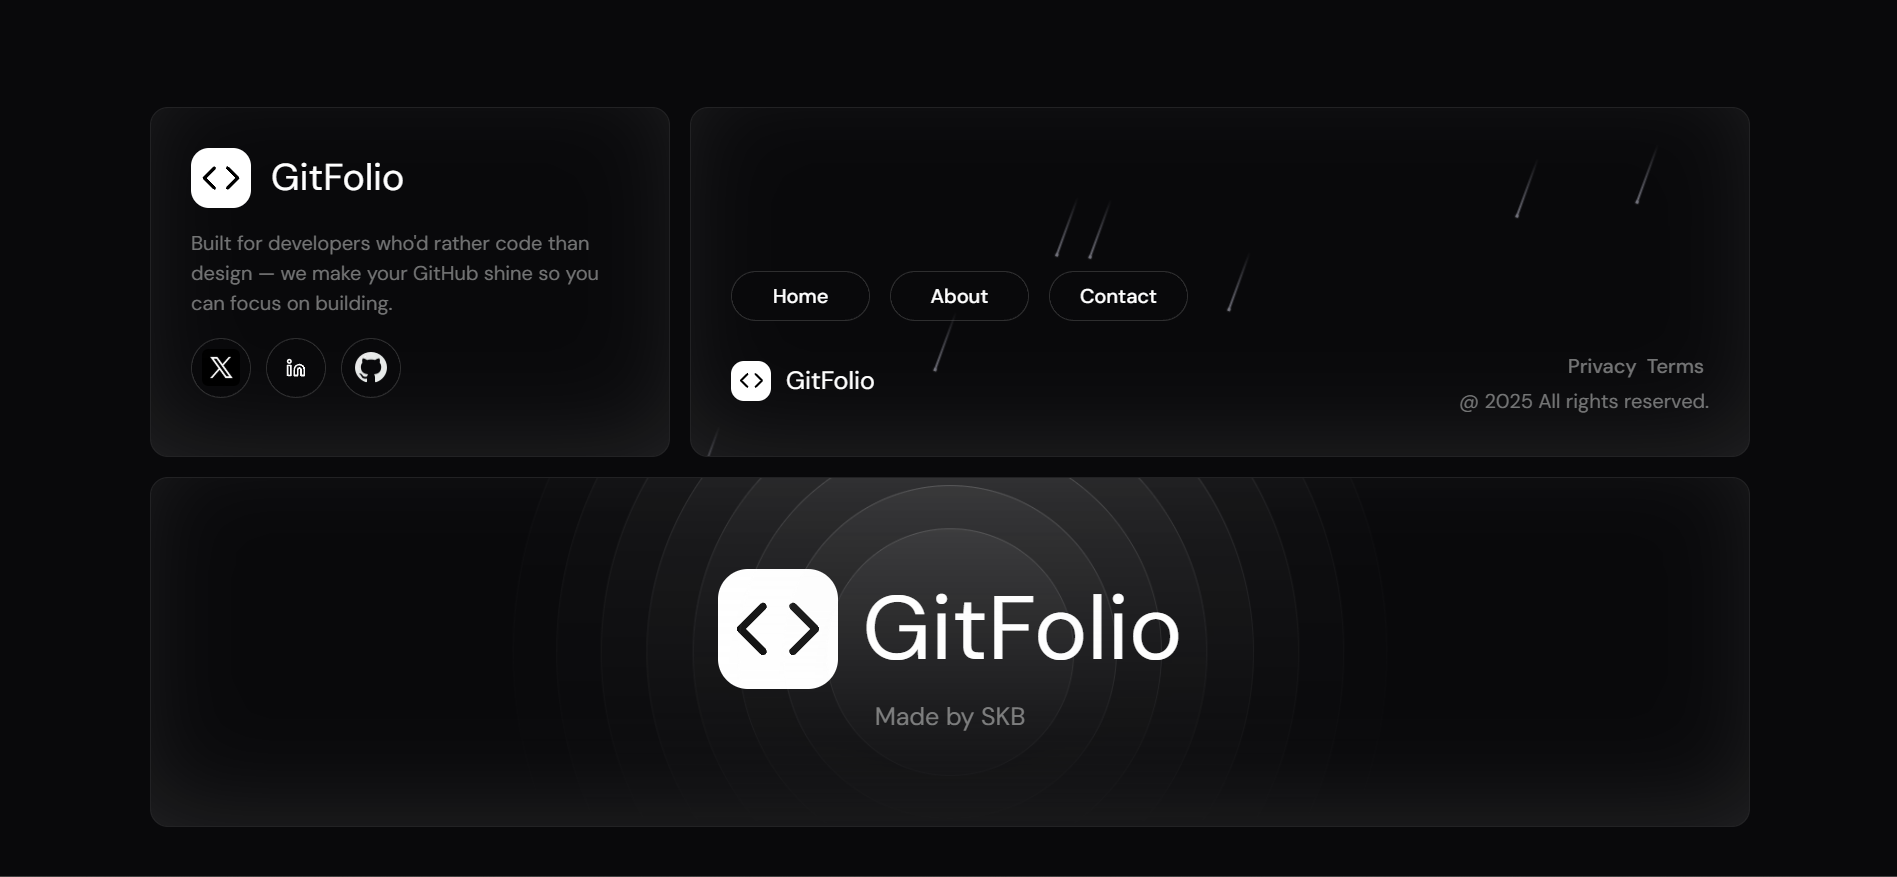 GitFolio
Built for developers who'd rather code than
design — we make your GitHub shine so you
can focus on building.
Home About Contact
GitFolio
Privacy Terms
@ 2025 All rights reserved.
GitFolio
Made by SKB